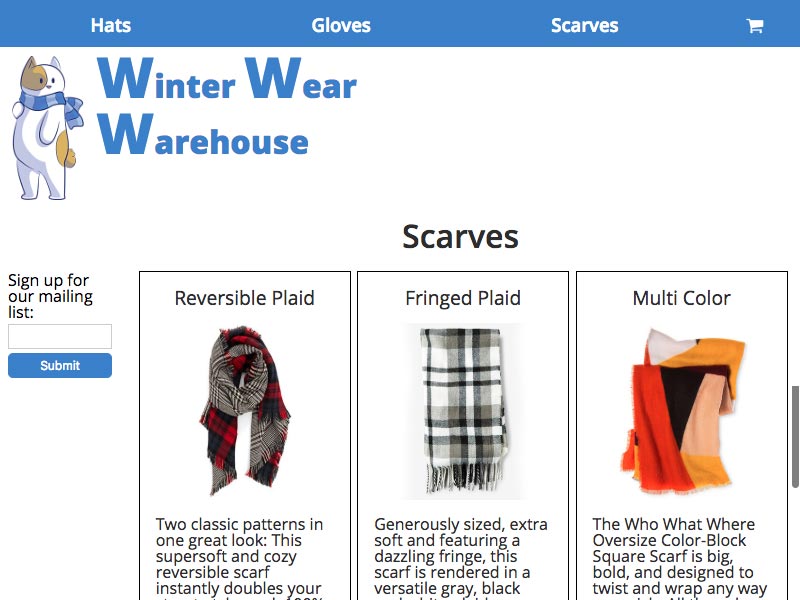 Hats
Gloves
Scarves
Winter Wear
Warehouse
Scarves
Sign up for
our mailing
list:
Submit
Reversible Plaid
Two classic patterns in
one great look: This
supersoft and cozy
reversible scarf
instantly doubles your
Fringed Plaid
Generously sized, extra
soft and featuring a
dazzling fringe, this
scarf is rendered in a
versatile gray, black
Multi Color
The Who What Where
Oversize Color-Block
Square Scarf is big,
bold, and designed to
twist and wrap any way